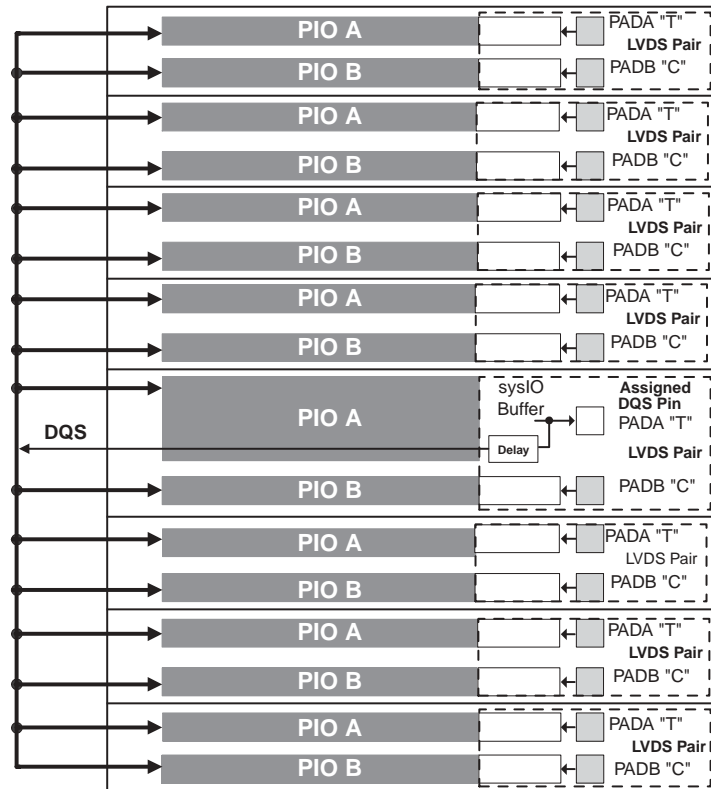 PIO A
PADA "T"
LVDS Pair
PIO B
PADB "C"
PIO A
PADA "T"
LVDS Pair
PIO B
PADB "C"
PIO A
PADA "T"
LVDS Pair
PIO B
PADB "C"
PIO A
PADA "T"
LVDS Pair
PIO B
PADB "C"
sysIO
Buffer
Assigned
DQS Pin
PIO A
PADA "T"
DQS
Delay
LVDS Pair
PIO B
PADB "C"
PIO A
PADA "T"
LVDS Pair
PIO B
PADB "C"
PIO A
PADA "T"
LVDS Pair
PIO B
PADB "C"
PIO A
PADA "T"
LVDS Pair
PIO B
PADB "C"